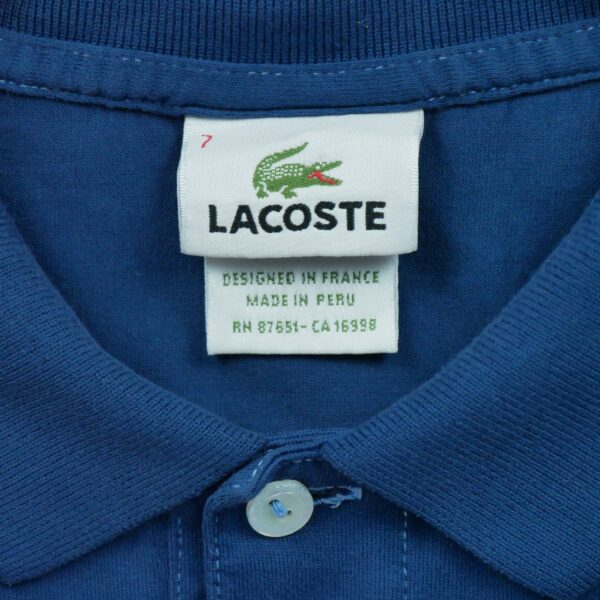 7
LACOSTE
DESIGNED IN FRANCE
MADE IN PERU
RN 87651-CA 16998